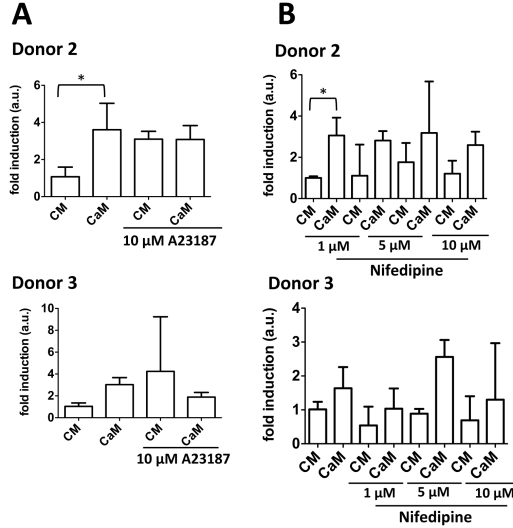 A
Donor 2
fold induction (a.u.)
6
4
2
0
*
CM CaM CM CaM
10 µM A23187
Donor 3
fold induction (a.u.)
10
8
6
4
2
0
CM CaM CM CaM
10 µM A23187
B
Donor 2
fold induction (a.u.)
6
4
2
0
*
CM CaM CM CaM CM CaM CM CaM
1 µM 5 µM 10 µM
Nifedipine
Donor 3
fold induction (a.u.)
4
3
2
1
0
CM CaM CM CaM CM CaM CM CaM
1 µM 5 µM 10 µM
Nifedipine